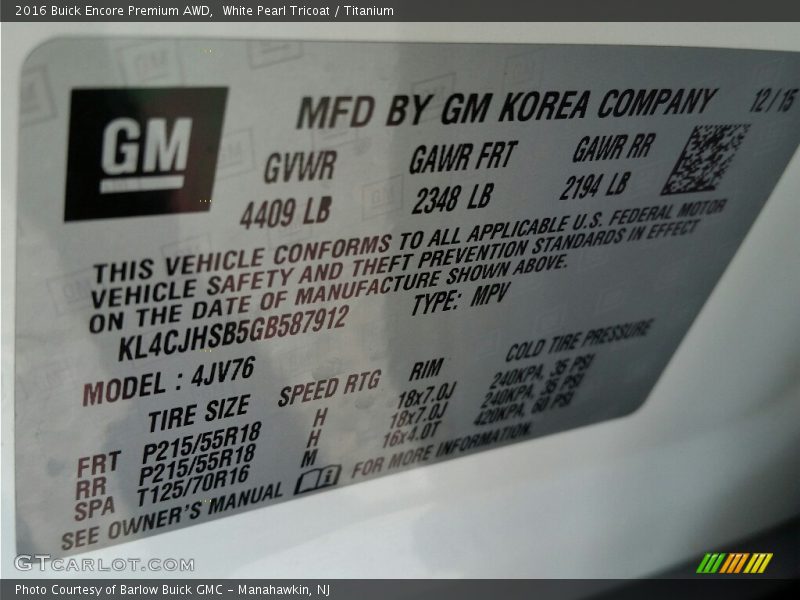 2016 Buick Encore Premium AWD,  White Pearl Tricoat / Titanium
GM
MFD BY GM KOREA COMPANY 12/15
GVWR GAWR FRT GAWR RR
4409 LB 2348 LB 2194 LB
THIS VEHICLE CONFORMS TO ALL APPLICABLE U.S. FEDERAL MOTOR
VEHICLE SAFETY AND THEFT PREVENTION STANDARDS IN EFFECT
ON THE DATE OF MANUFACTURE SHOWN ABOVE.
KL4CJHSB5GB587912 TYPE: MPV
MODEL : 4JV76
TIRE SIZE SPEED RTG RIM COLD TIRE PRESSURE
FRT P215/55R18 H 18x7.0J 240KPA, 35 PSI
RR P215/55R18 H 18x7.0J 240KPA, 35 PSI
SPA T125/70R16 M 16x4.0T 420KPA, 60 PSI
SEE OWNER'S MANUAL FOR MORE INFORMATION.
GTCARLOT.COM
Photo Courtesy of Barlow Buick GMC - Manahawkin, NJ